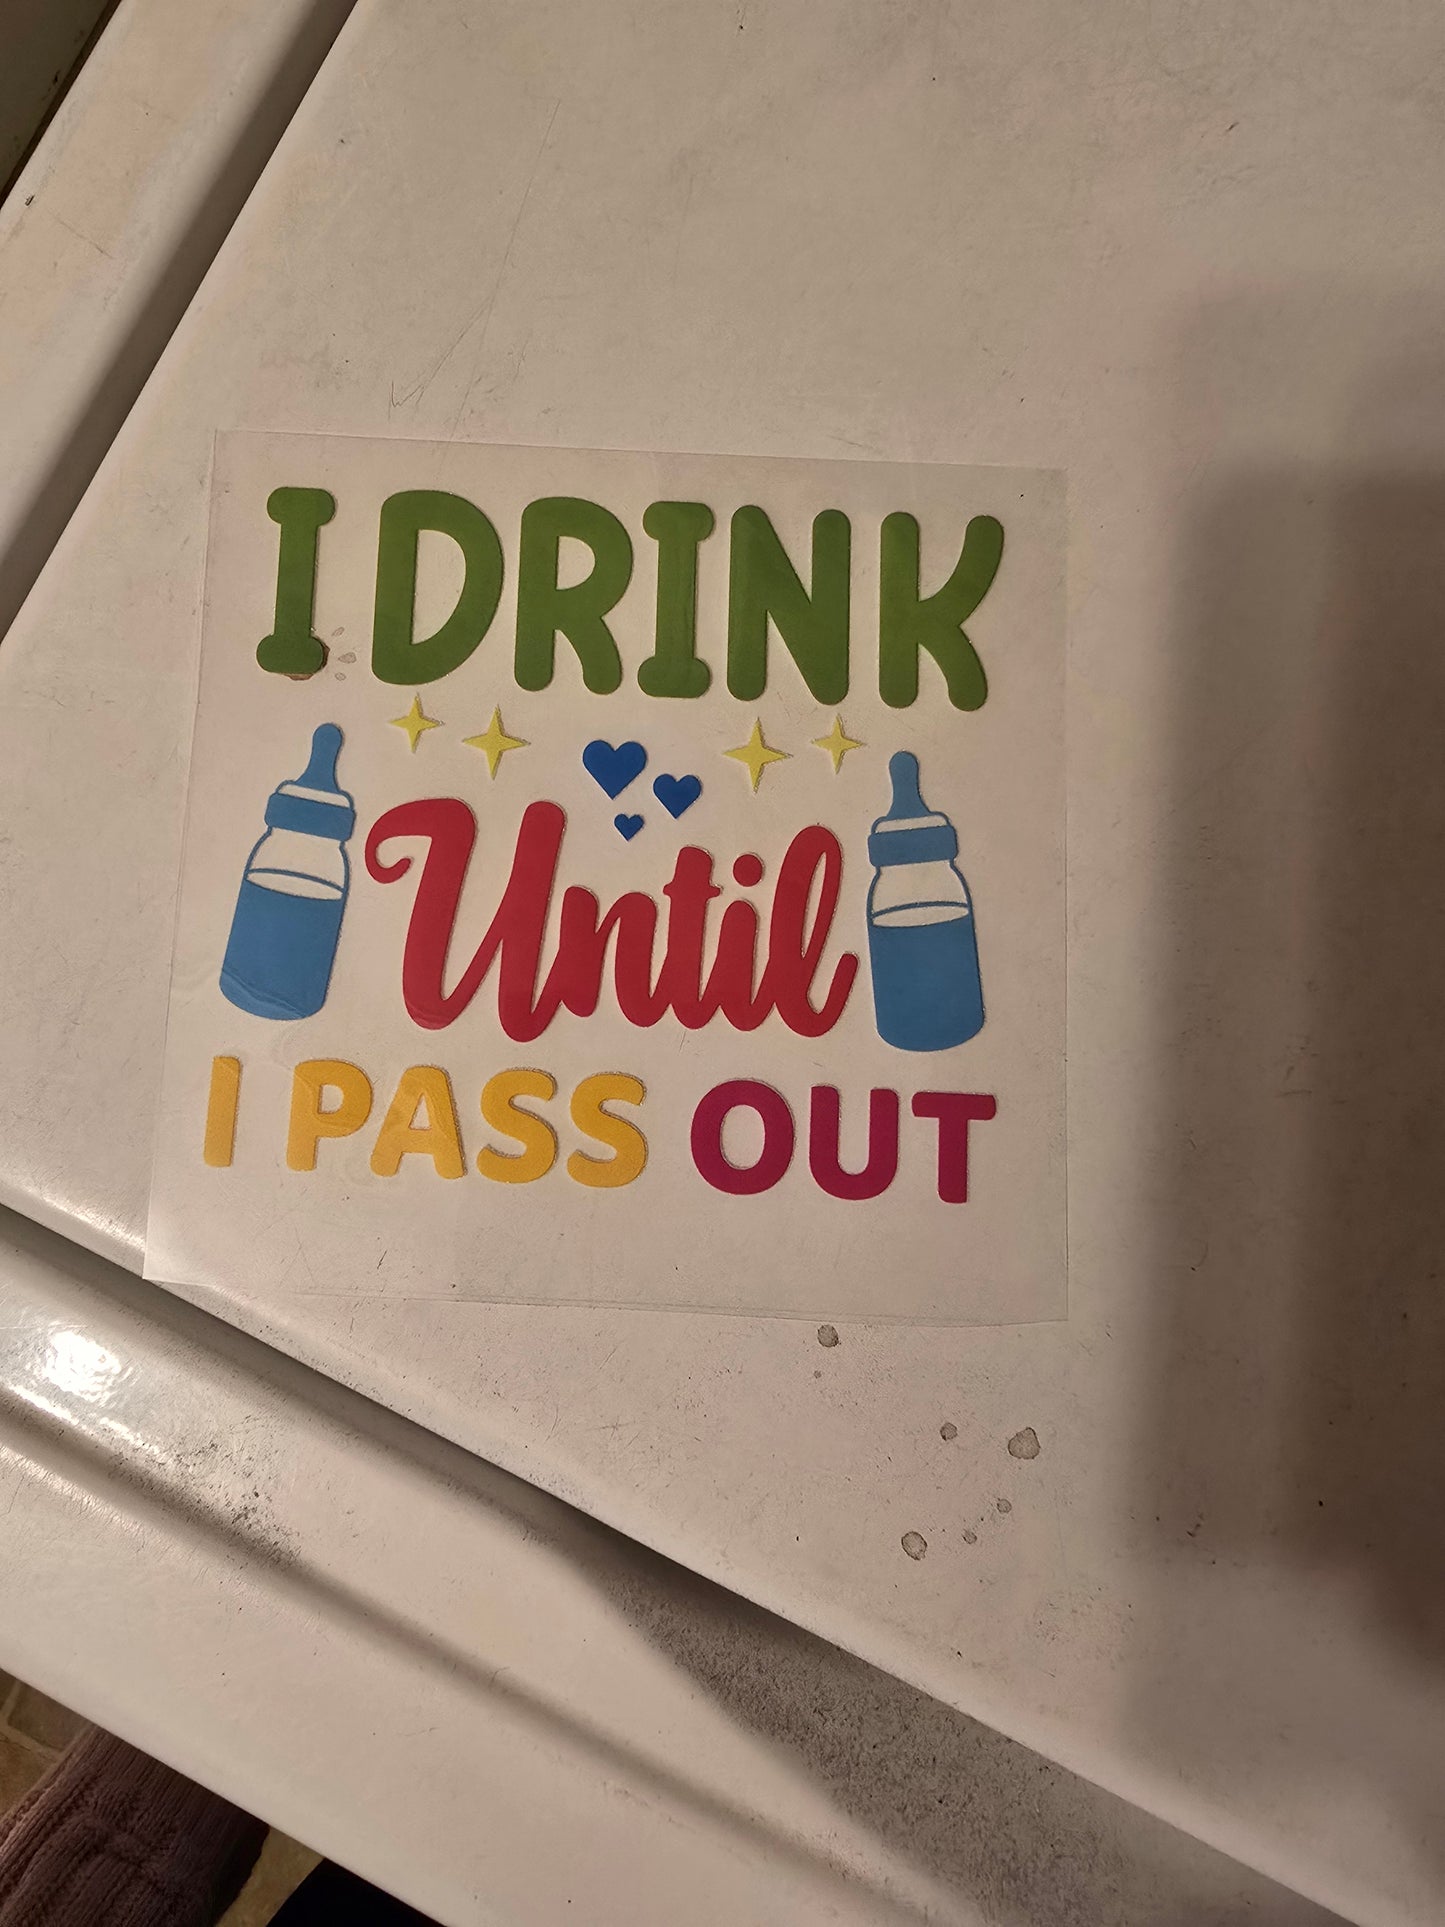 I DRINK
Until
I PASS OUT